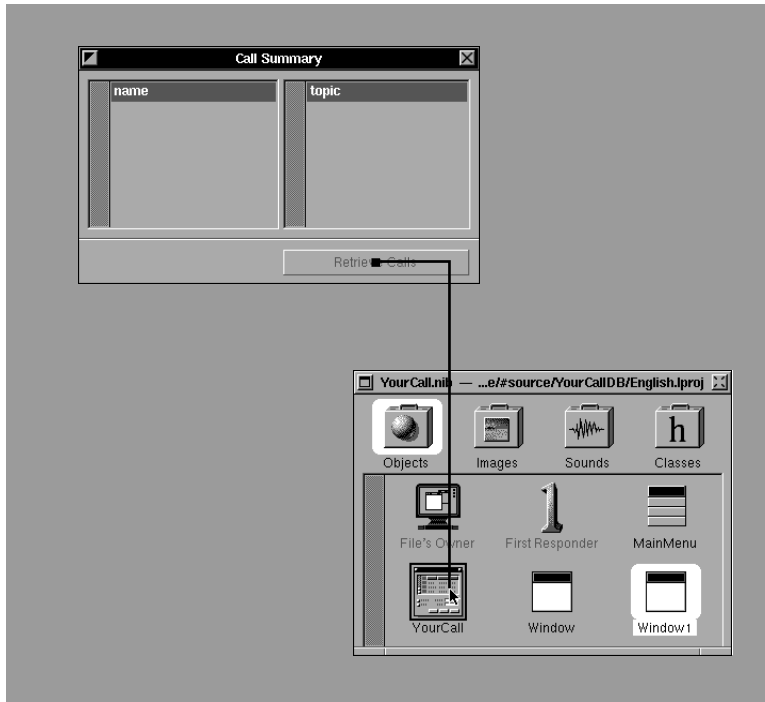 Call Summary
name
topic
Retrieve Calls
YourCall.nib — ...e/#source/YourCallDB/English.lproj
Objects
Images
Sounds
h
Classes
File's Owner
1
First Responder
MainMenu
YourCall
Window
Window1